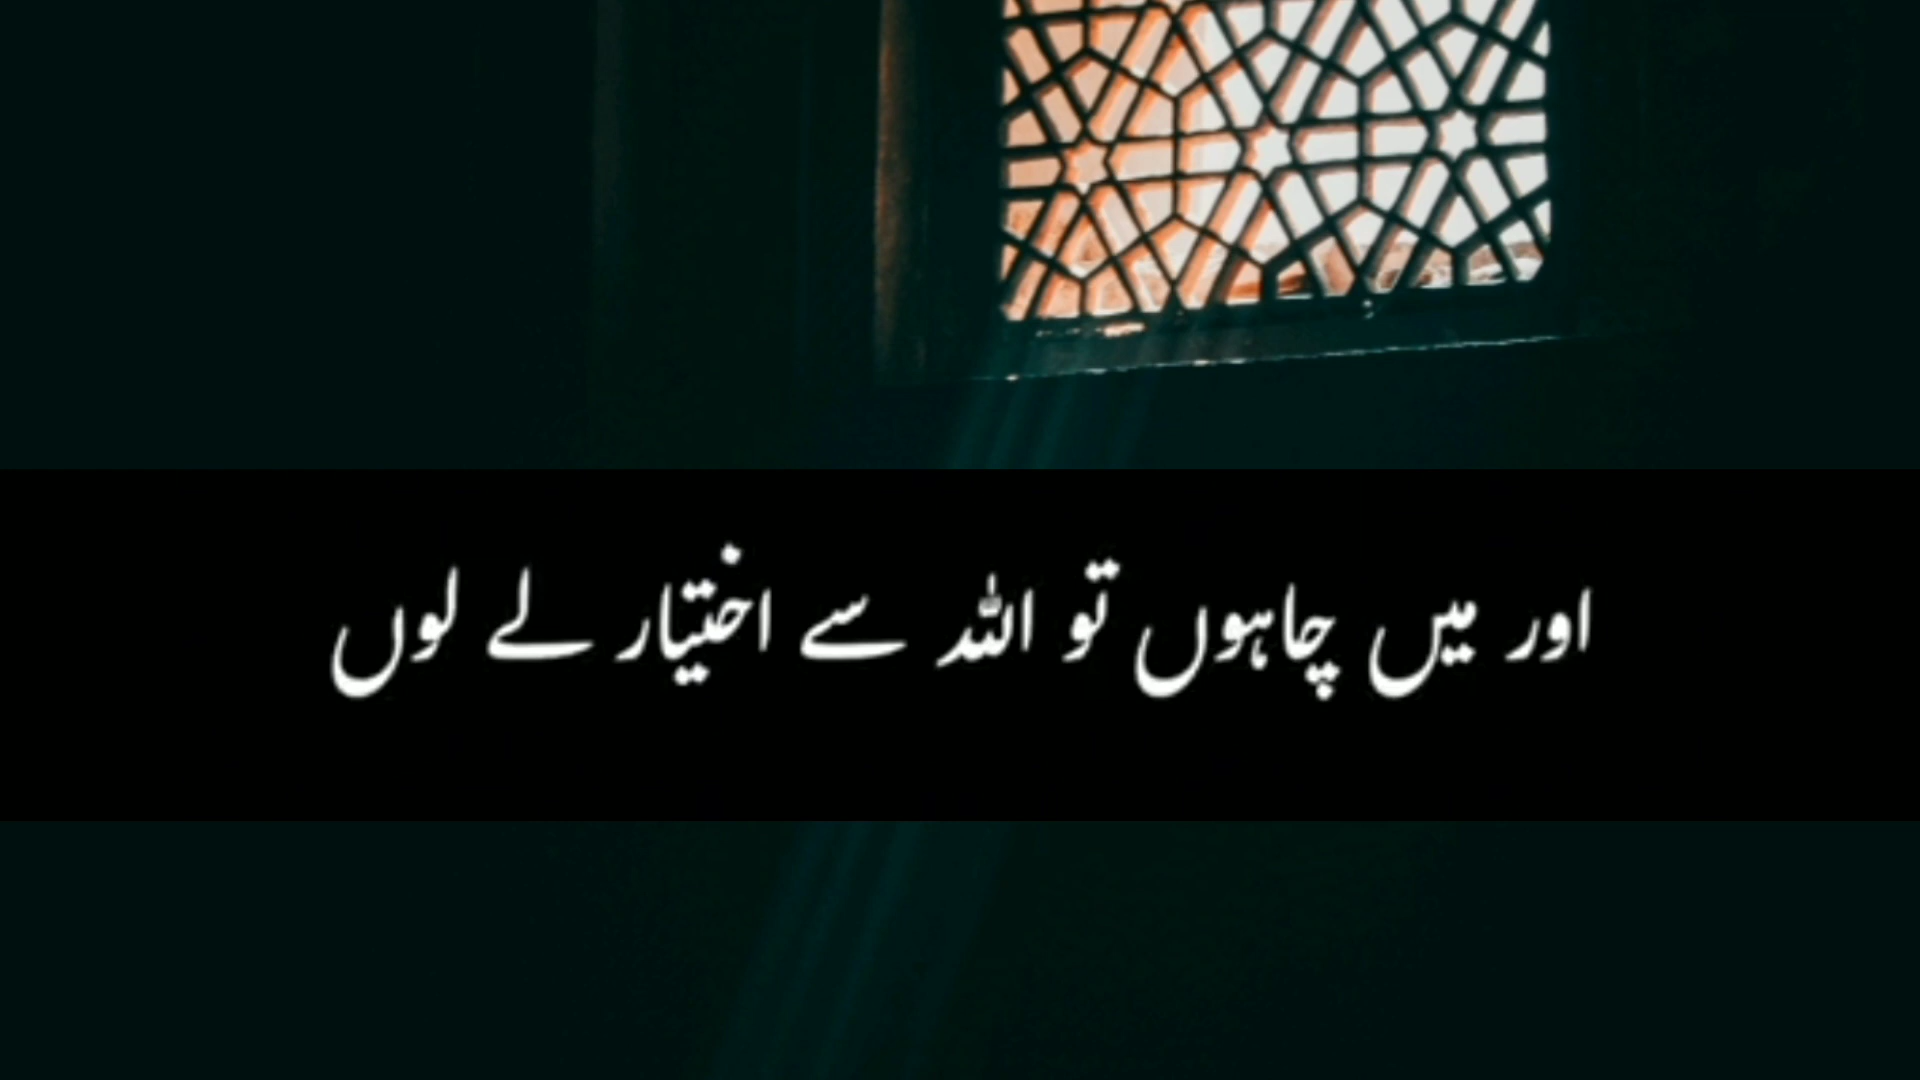 اور میں چاہوں تو اللہ سے اختیار لے لوں